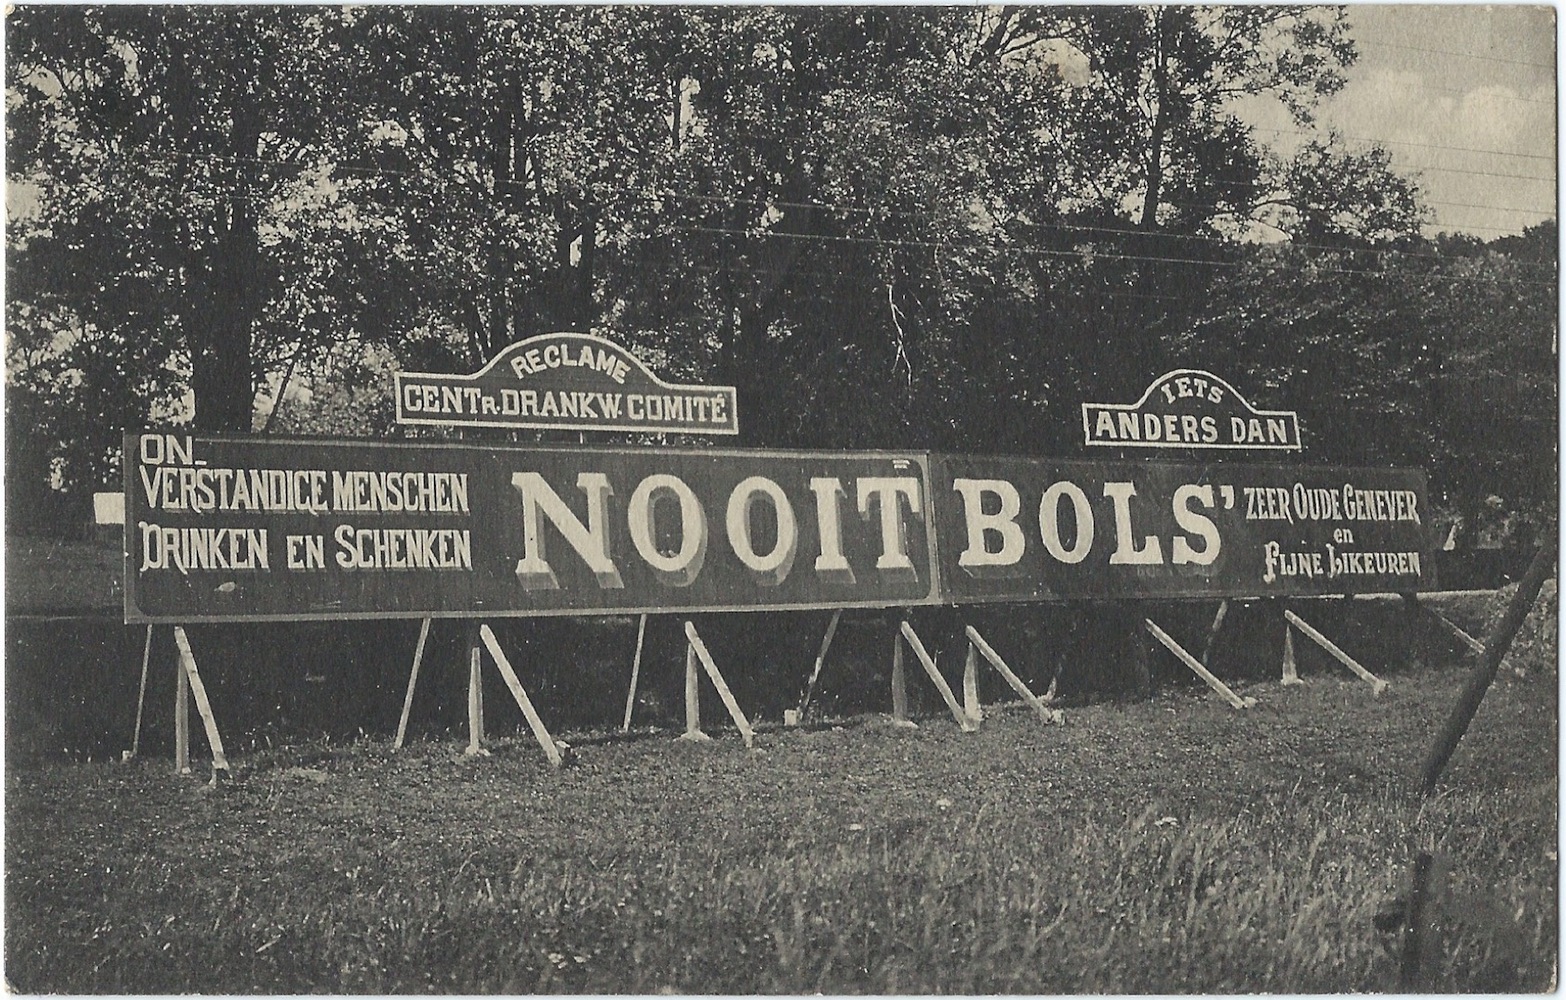 RECLAME
CENTR. DRANKW. COMITÉ
IETS
ANDERS DAN
ON_
VERSTANDIGE MENSCHEN
DRINKEN EN SCHENKEN
NOOIT
BOLS'
ZEER OUDE GENEVER
en
FIJNE LIKEUREN